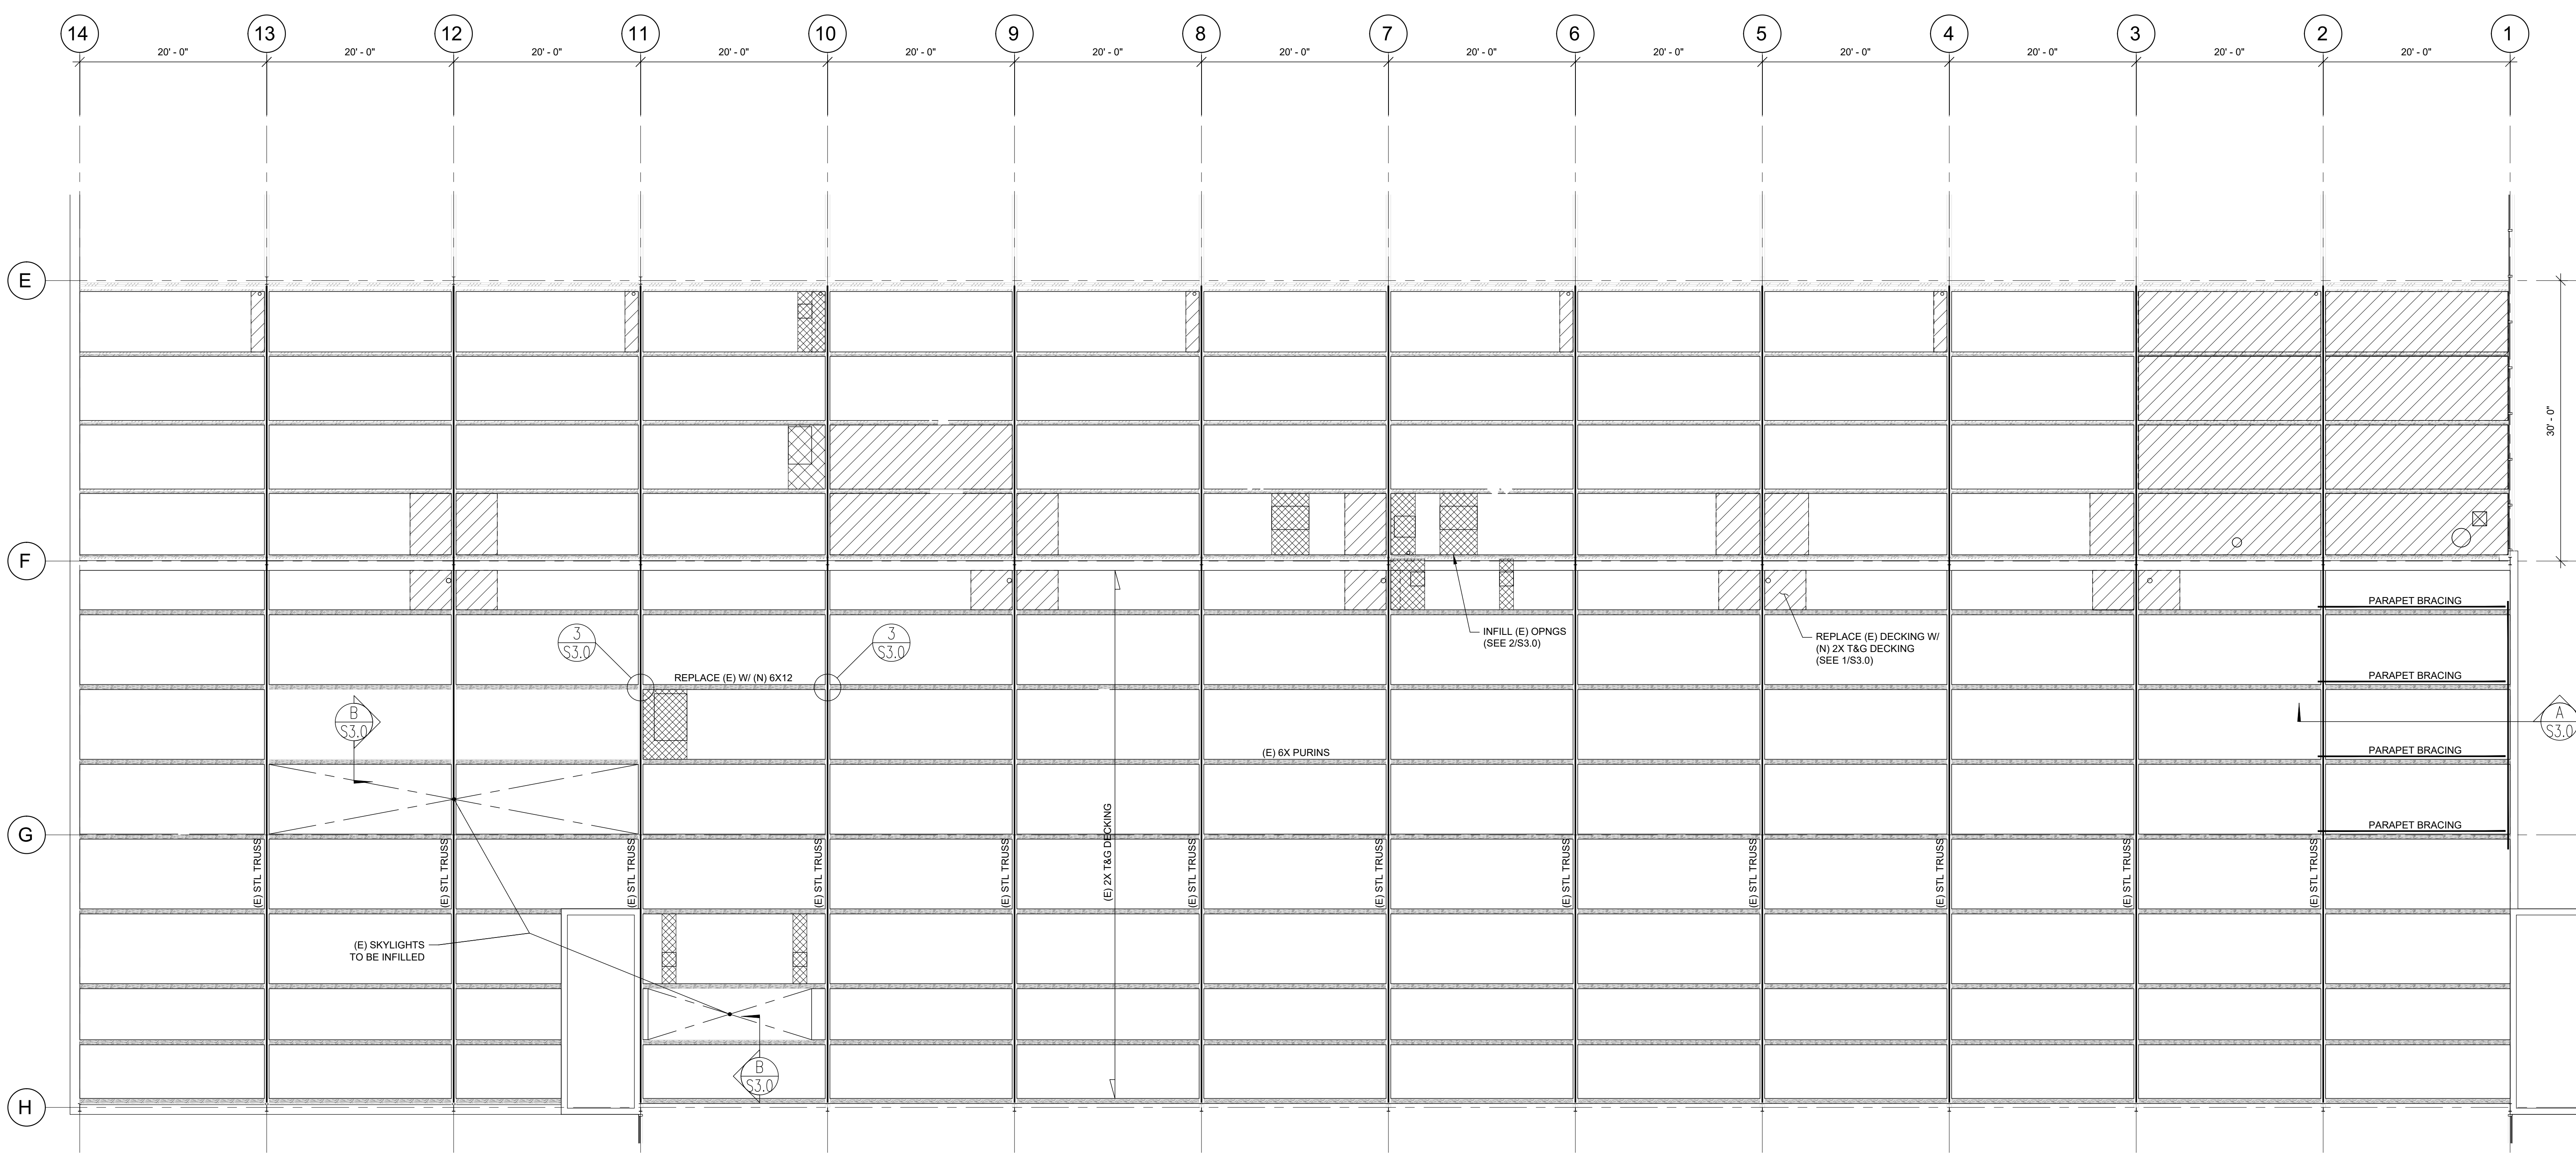 14 13 12 11 10 9 8 7 6 5 4 3 2 1
20' - 0" 20' - 0" 20' - 0" 20' - 0" 20' - 0" 20' - 0" 20' - 0" 20' - 0" 20' - 0" 20' - 0" 20' - 0" 20' - 0" 20' - 0"
E
30' - 0"
F
PARAPET BRACING
3
S3.0
3
S3.0
INFILL (E) OPNGS
(SEE 2/S3.0)
REPLACE (E) DECKING W/
(N) 2X T&G DECKING
(SEE 1/S3.0)
REPLACE (E) W/ (N) 6X12
PARAPET BRACING
B
S3.0
A
S3.0
(E) 6X PURINS
PARAPET BRACING
(E) 2X T&G DECKING
PARAPET BRACING
G
(E) STL TRUSS
(E) STL TRUSS
(E) STL TRUSS
(E) STL TRUSS
(E) STL TRUSS
(E) STL TRUSS
(E) STL TRUSS
(E) STL TRUSS
(E) STL TRUSS
(E) STL TRUSS
(E) STL TRUSS
(E) STL TRUSS
(E) SKYLIGHTS
TO BE INFILLED
B
S3.0
H